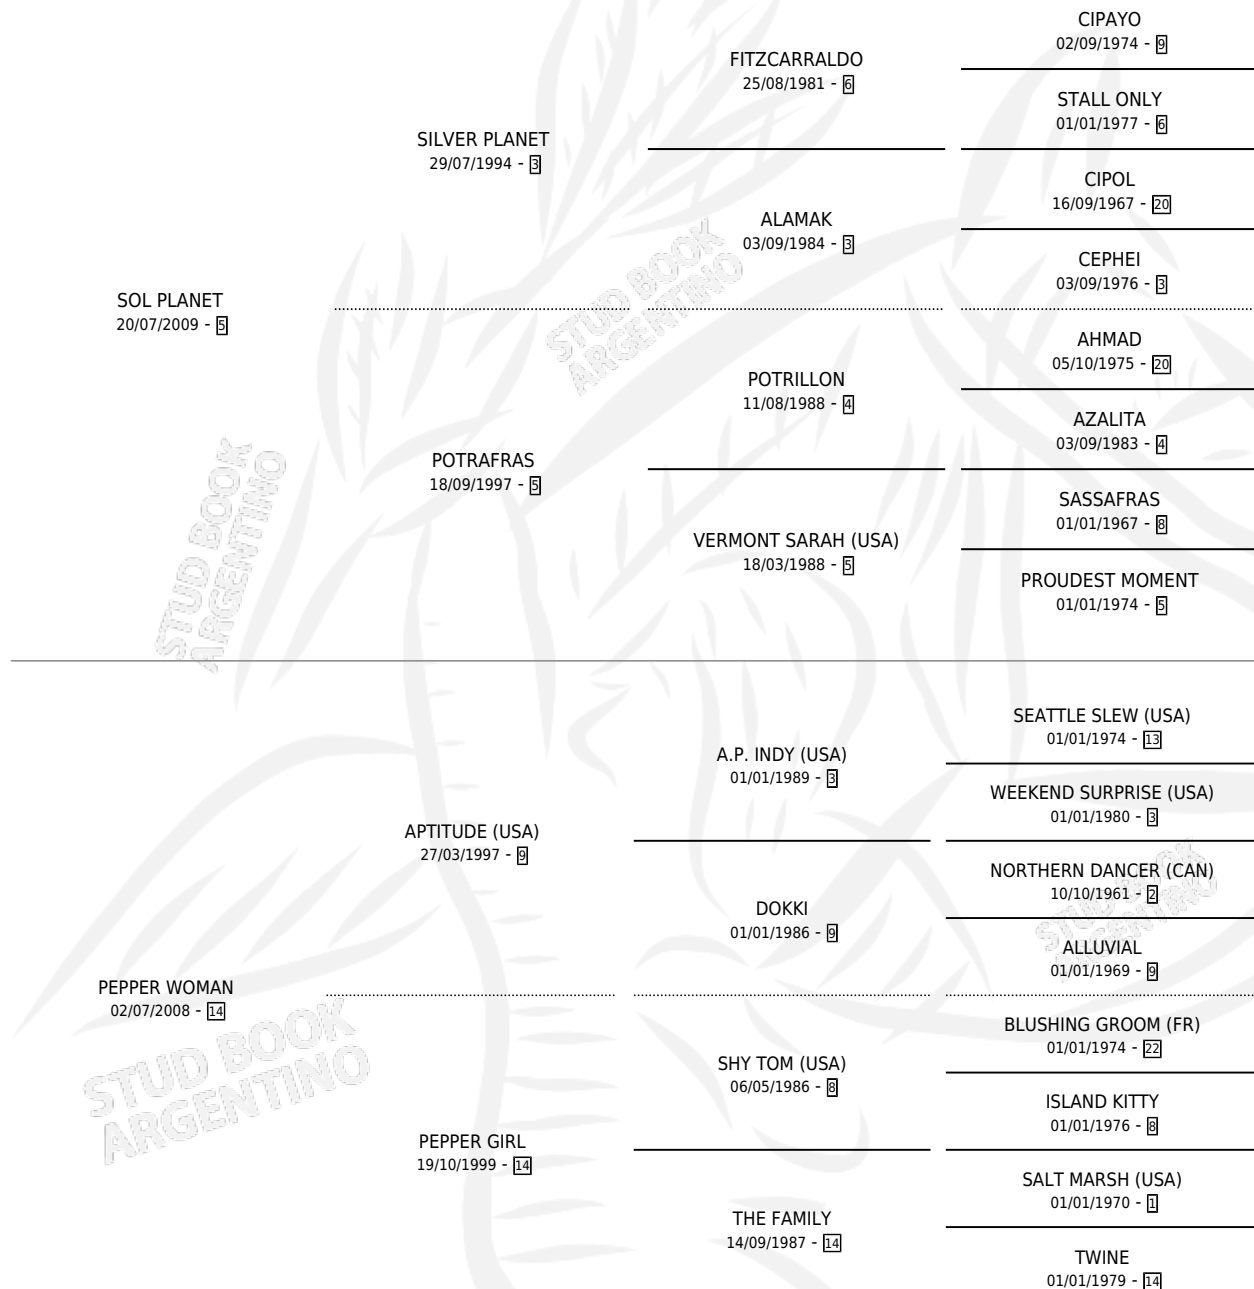 CIPAYO
02/09/1974 - 9
FITZCARRALDO
25/08/1981 - 6
STALL ONLY
01/01/1977 - 6
SILVER PLANET
29/07/1994 - 3
CIPOL
16/09/1967 - 20
ALAMAK
03/09/1984 - 3
CEPHEI
03/09/1976 - 3
SOL PLANET
20/07/2009 - 5
AHMAD
05/10/1975 - 20
POTRILLON
11/08/1988 - 4
AZALITA
03/09/1983 - 4
POTRAFRAS
18/09/1997 - 5
SASSAFRAS
01/01/1967 - 8
VERMONT SARAH (USA)
18/03/1988 - 5
PROUDEST MOMENT
01/01/1974 - 5
SEATTLE SLEW (USA)
01/01/1974 - 13
A.P. INDY (USA)
01/01/1989 - 3
WEEKEND SURPRISE (USA)
01/01/1980 - 3
APTITUDE (USA)
27/03/1997 - 9
NORTHERN DANCER (CAN)
10/10/1961 - 2
DOKKI
01/01/1986 - 9
ALLUVIAL
01/01/1969 - 9
PEPPER WOMAN
02/07/2008 - 14
BLUSHING GROOM (FR)
01/01/1974 - 22
SHY TOM (USA)
06/05/1986 - 8
ISLAND KITTY
01/01/1976 - 8
PEPPER GIRL
19/10/1999 - 14
SALT MARSH (USA)
01/01/1970 - 1
THE FAMILY
14/09/1987 - 14
TWINE
01/01/1979 - 14
STUD BOOK
ARGENTINO
STUD BOOK
ARGENTINO
STUD BOOK
ARGENTINO
STUD BOOK
ARGENTINO